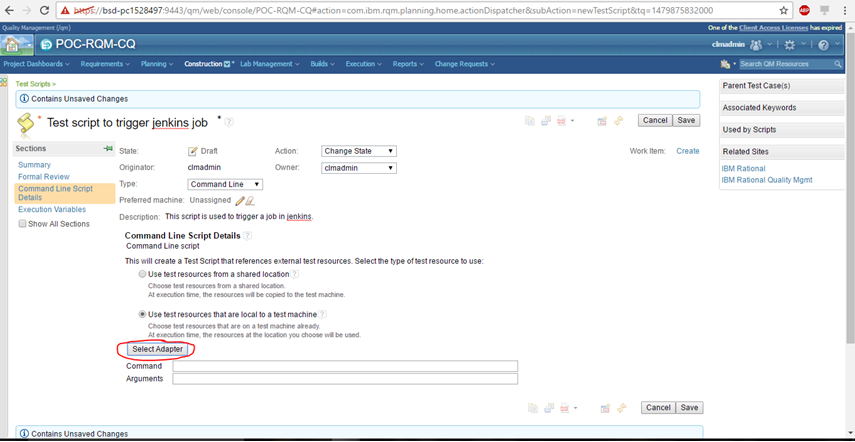 https://bsd-pc1528497:9443/qm/web/console/POC-RQM-CQ#action=com.ibm.rqm.planning.home.actionDispatcher&subAction=newTestScript&tq=1479875832000
ABP
Quality Management (/qm)
One of the Client Access Licenses has expired
POC-RQM-CQ
clmadmin
Project Dashboards Requirements Planning Construction Lab Management Builds Execution Reports Change Requests
Search QM Resources
Test Scripts >
Contains Unsaved Changes
* Test script to trigger jenkins job *
Cancel Save
Sections
Summary
Formal Review
Command Line Script
Details
Execution Variables
Show All Sections
State: Draft Action: Change State
Work Item: Create
Originator: clmadmin Owner: clmadmin
Type: Command Line
Preferred machine: Unassigned
Description: This script is used to trigger a job in jenkins.
Command Line Script Details
Command Line script
This will create a Test Script that references external test resources. Select the type of test resource to use:
Use test resources from a shared location
Choose test resources from a shared location.
At execution time, the resources will be copied to the test machine.
Use test resources that are local to a test machine
Choose test resources that are on a test machine already.
At execution time, the resources at the location you choose will be used.
Select Adapter
Command
Arguments
Cancel Save
Contains Unsaved Changes
Parent Test Case(s)
Associated Keywords
Used by Scripts
Related Sites
IBM Rational
IBM Rational Quality Mgmt